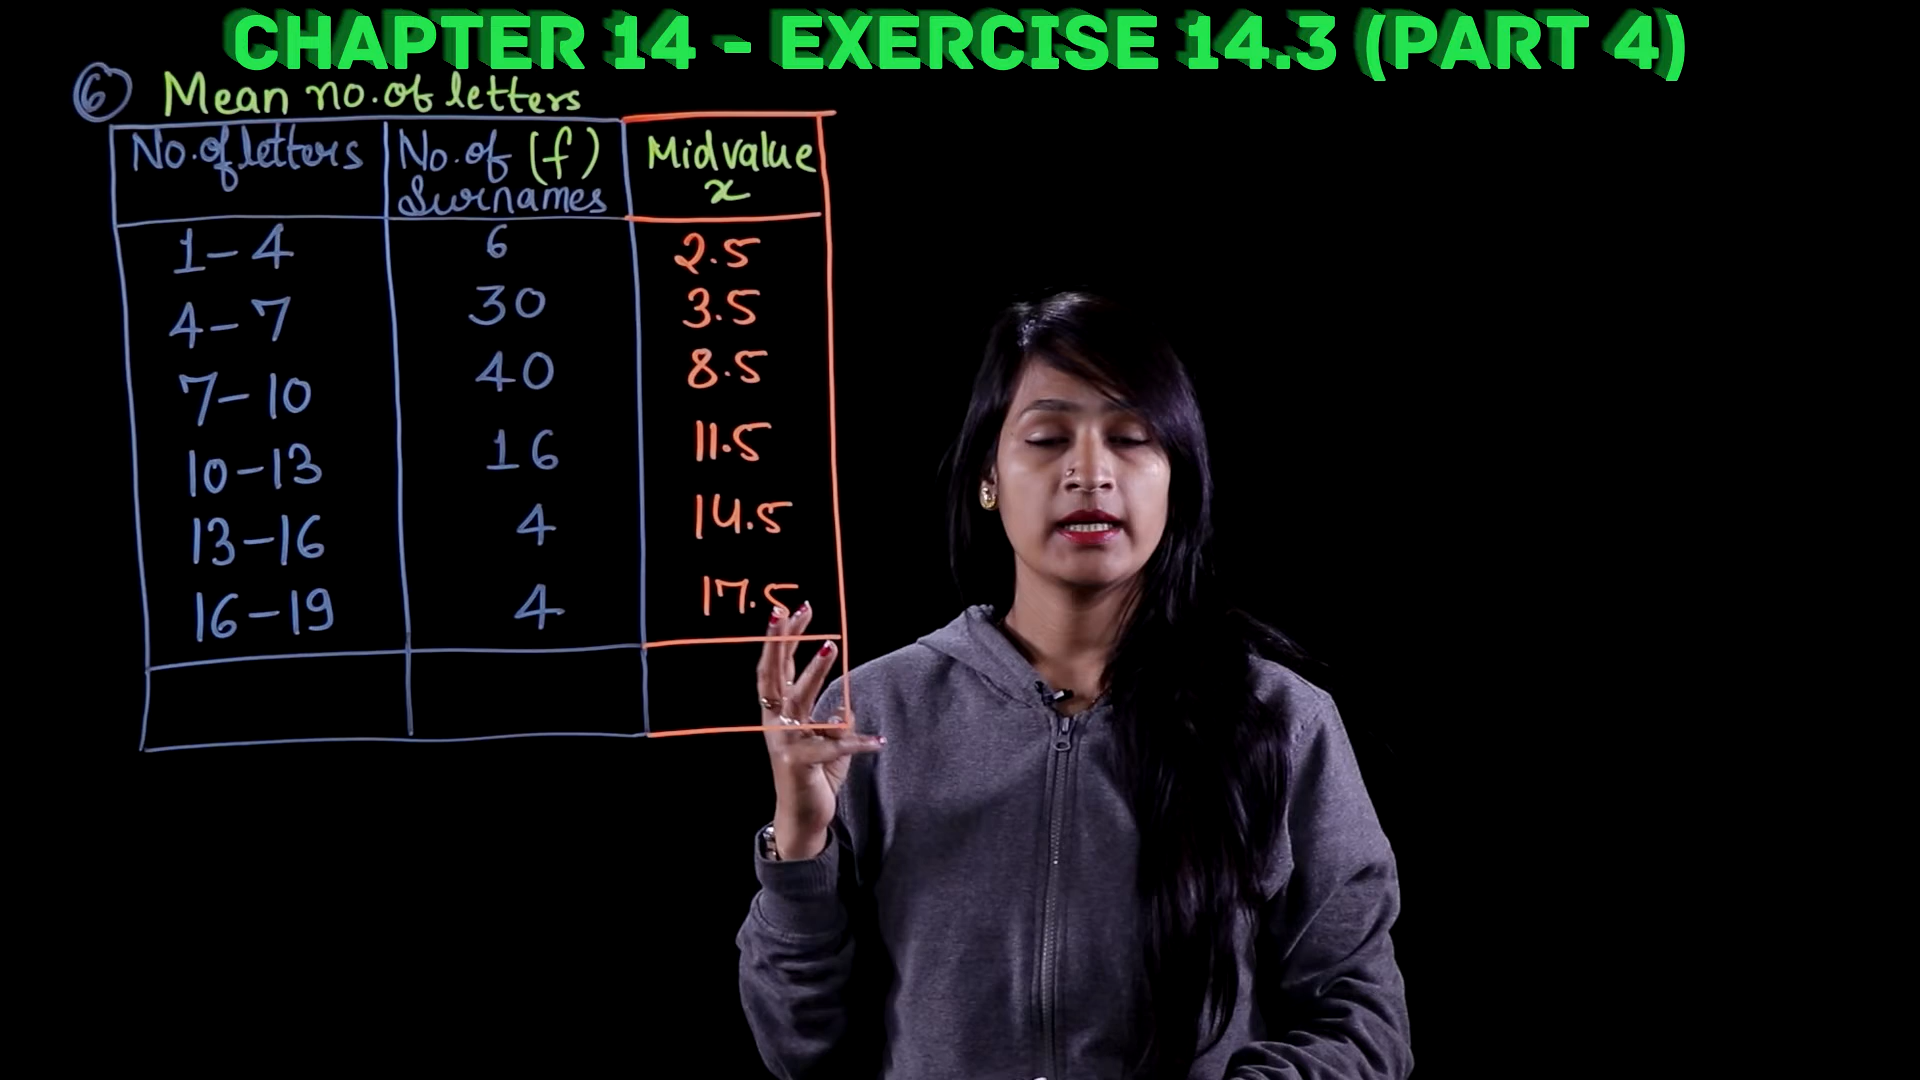 CHAPTER 14 - EXERCISE 14.3 (PART 4)
6 Mean no. of letters
No. of letters No. of (f) Surnames Midvalue x
1-4 6 2.5
4-7 30 3.5
7-10 40 8.5
10-13 16 11.5
13-16 4 14.5
16-19 4 17.5